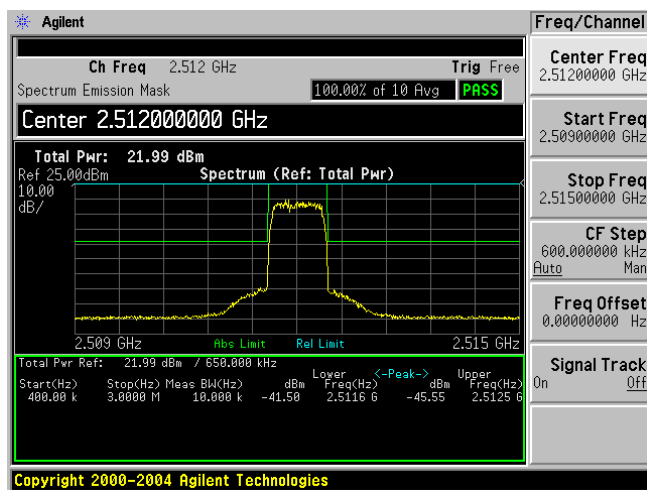 Agilent
Freq/Channel
Ch Freq 2.512 GHz Trig Free
Spectrum Emission Mask 100.00% of 10 Avg PASS
Center 2.512000000 GHz
Total Pwr: 21.99 dBm
Ref 25.00dBm Spectrum (Ref: Total Pwr)
10.00
dB/
2.509 GHz Abs Limit Rel Limit 2.515 GHz
Total Pwr Ref: 21.99 dBm / 650.000 kHz
Lower <-Peak-> Upper
Start(Hz) Stop(Hz) Meas BW(Hz) dBm Freq(Hz) dBm Freq(Hz)
400.00 k 3.0000 M 10.000 k -41.50 2.5116 G -45.55 2.5125 G
Center Freq
2.51200000 GHz
Start Freq
2.50900000 GHz
Stop Freq
2.51500000 GHz
CF Step
600.000000 kHz
Auto Man
Freq Offset
0.00000000 Hz
Signal Track
On Off
Copyright 2000-2004 Agilent Technologies